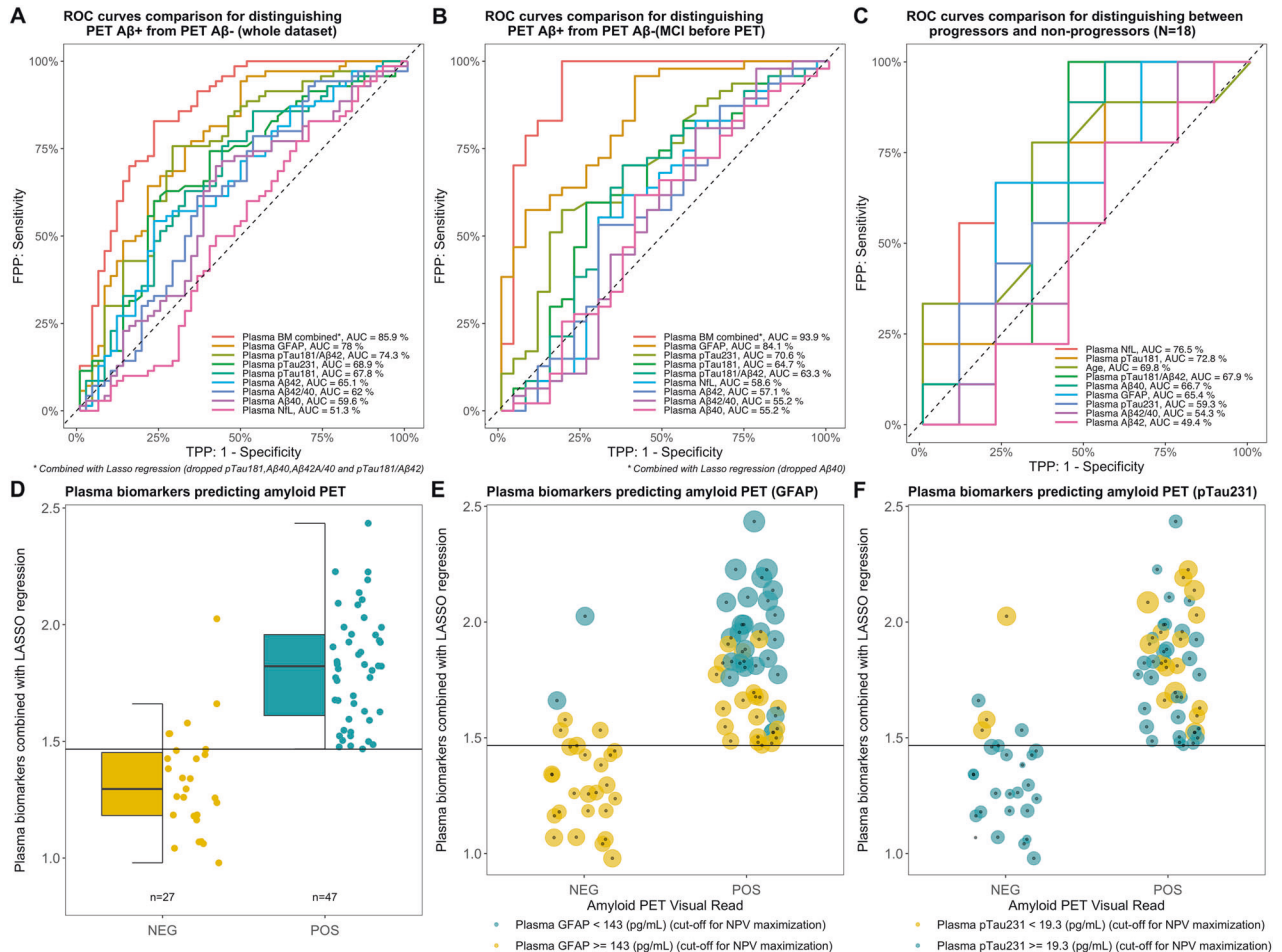 A
ROC curves comparison for distinguishing
PET Aβ+ from PET Aβ- (whole dataset)
FPP: Sensitivity
100%
75%
50%
25%
0%
Plasma BM combined*, AUC = 85.9 %
Plasma GFAP, AUC = 78 %
Plasma pTau181/Aβ42, AUC = 74.3 %
Plasma pTau231, AUC = 68.9 %
Plasma pTau181, AUC = 67.8 %
Plasma Aβ42, AUC = 65.1 %
Plasma Aβ42/40, AUC = 62 %
Plasma Aβ40, AUC = 59.6 %
Plasma NfL, AUC = 51.3 %
0%
25%
50%
75%
100%
TPP: 1 - Specificity
* Combined with Lasso regression (dropped pTau181,Aβ40,Aβ42A/40 and pTau181/Aβ42)
B
ROC curves comparison for distinguishing
PET Aβ+ from PET Aβ-(MCI before PET)
FPP: Sensitivity
100%
75%
50%
25%
0%
Plasma BM combined*, AUC = 93.9 %
Plasma GFAP, AUC = 84.1 %
Plasma pTau231, AUC = 70.6 %
Plasma pTau181, AUC = 64.7 %
Plasma pTau181/Aβ42, AUC = 63.3 %
Plasma NfL, AUC = 58.6 %
Plasma Aβ42, AUC = 57.1 %
Plasma Aβ42/40, AUC = 55.2 %
Plasma Aβ40, AUC = 55.2 %
0%
25%
50%
75%
100%
TPP: 1 - Specificity
* Combined with Lasso regression (dropped Aβ40)
C
ROC curves comparison for distinguishing between
progressors and non-progressors (N=18)
FPP: Sensitivity
100%
75%
50%
25%
0%
Plasma NfL, AUC = 76.5 %
Plasma pTau181, AUC = 72.8 %
Age, AUC = 69.8 %
Plasma pTau181/Aβ42, AUC = 67.9 %
Plasma Aβ40, AUC = 66.7 %
Plasma GFAP, AUC = 65.4 %
Plasma pTau231, AUC = 59.3 %
Plasma Aβ42/40, AUC = 54.3 %
Plasma Aβ42, AUC = 49.4 %
0%
25%
50%
75%
100%
TPP: 1 - Specificity
D
Plasma biomarkers predicting amyloid PET
Plasma biomarkers combined with LASSO regression
2.5
2.0
1.5
1.0
n=27
n=47
NEG
POS
E
Plasma biomarkers predicting amyloid PET (GFAP)
Plasma biomarkers combined with LASSO regression
2.5
2.0
1.5
1.0
NEG
POS
Amyloid PET Visual Read
Plasma GFAP < 143 (pg/mL) (cut-off for NPV maximization)
Plasma GFAP >= 143 (pg/mL) (cut-off for NPV maximization)
F
Plasma biomarkers predicting amyloid PET (pTau231)
Plasma biomarkers combined with LASSO regression
2.5
2.0
1.5
1.0
NEG
POS
Amyloid PET Visual Read
Plasma pTau231 < 19.3 (pg/mL) (cut-off for NPV maximization)
Plasma pTau231 >= 19.3 (pg/mL) (cut-off for NPV maximization)